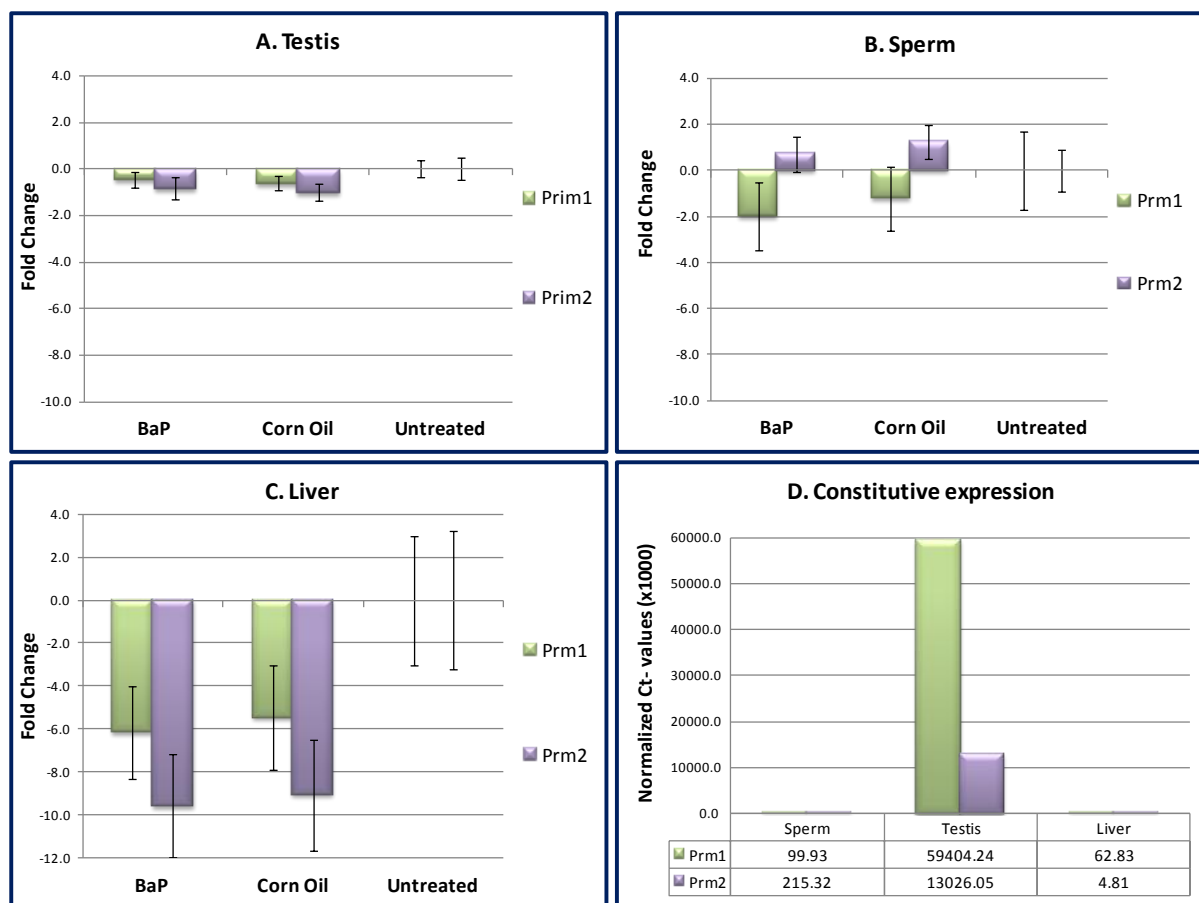 A. Testis
4.0
2.0
0.0
-2.0
-4.0
-6.0
-8.0
-10.0
Fold Change
BaP Corn Oil Untreated
Prim1
Prim2
B. Sperm
4.0
2.0
0.0
-2.0
-4.0
-6.0
-8.0
-10.0
Fold Change
BaP Corn Oil Untreated
Prm1
Prm2
C. Liver
4.0
2.0
0.0
-2.0
-4.0
-6.0
-8.0
-10.0
-12.0
Fold Change
BaP Corn Oil Untreated
Prm1
Prm2
D. Constitutive expression
Normalized Ct- values (x1000)
60000.0
50000.0
40000.0
30000.0
20000.0
10000.0
0.0
Sperm Testis Liver
Prm1 99.93 59404.24 62.83
Prm2 215.32 13026.05 4.81